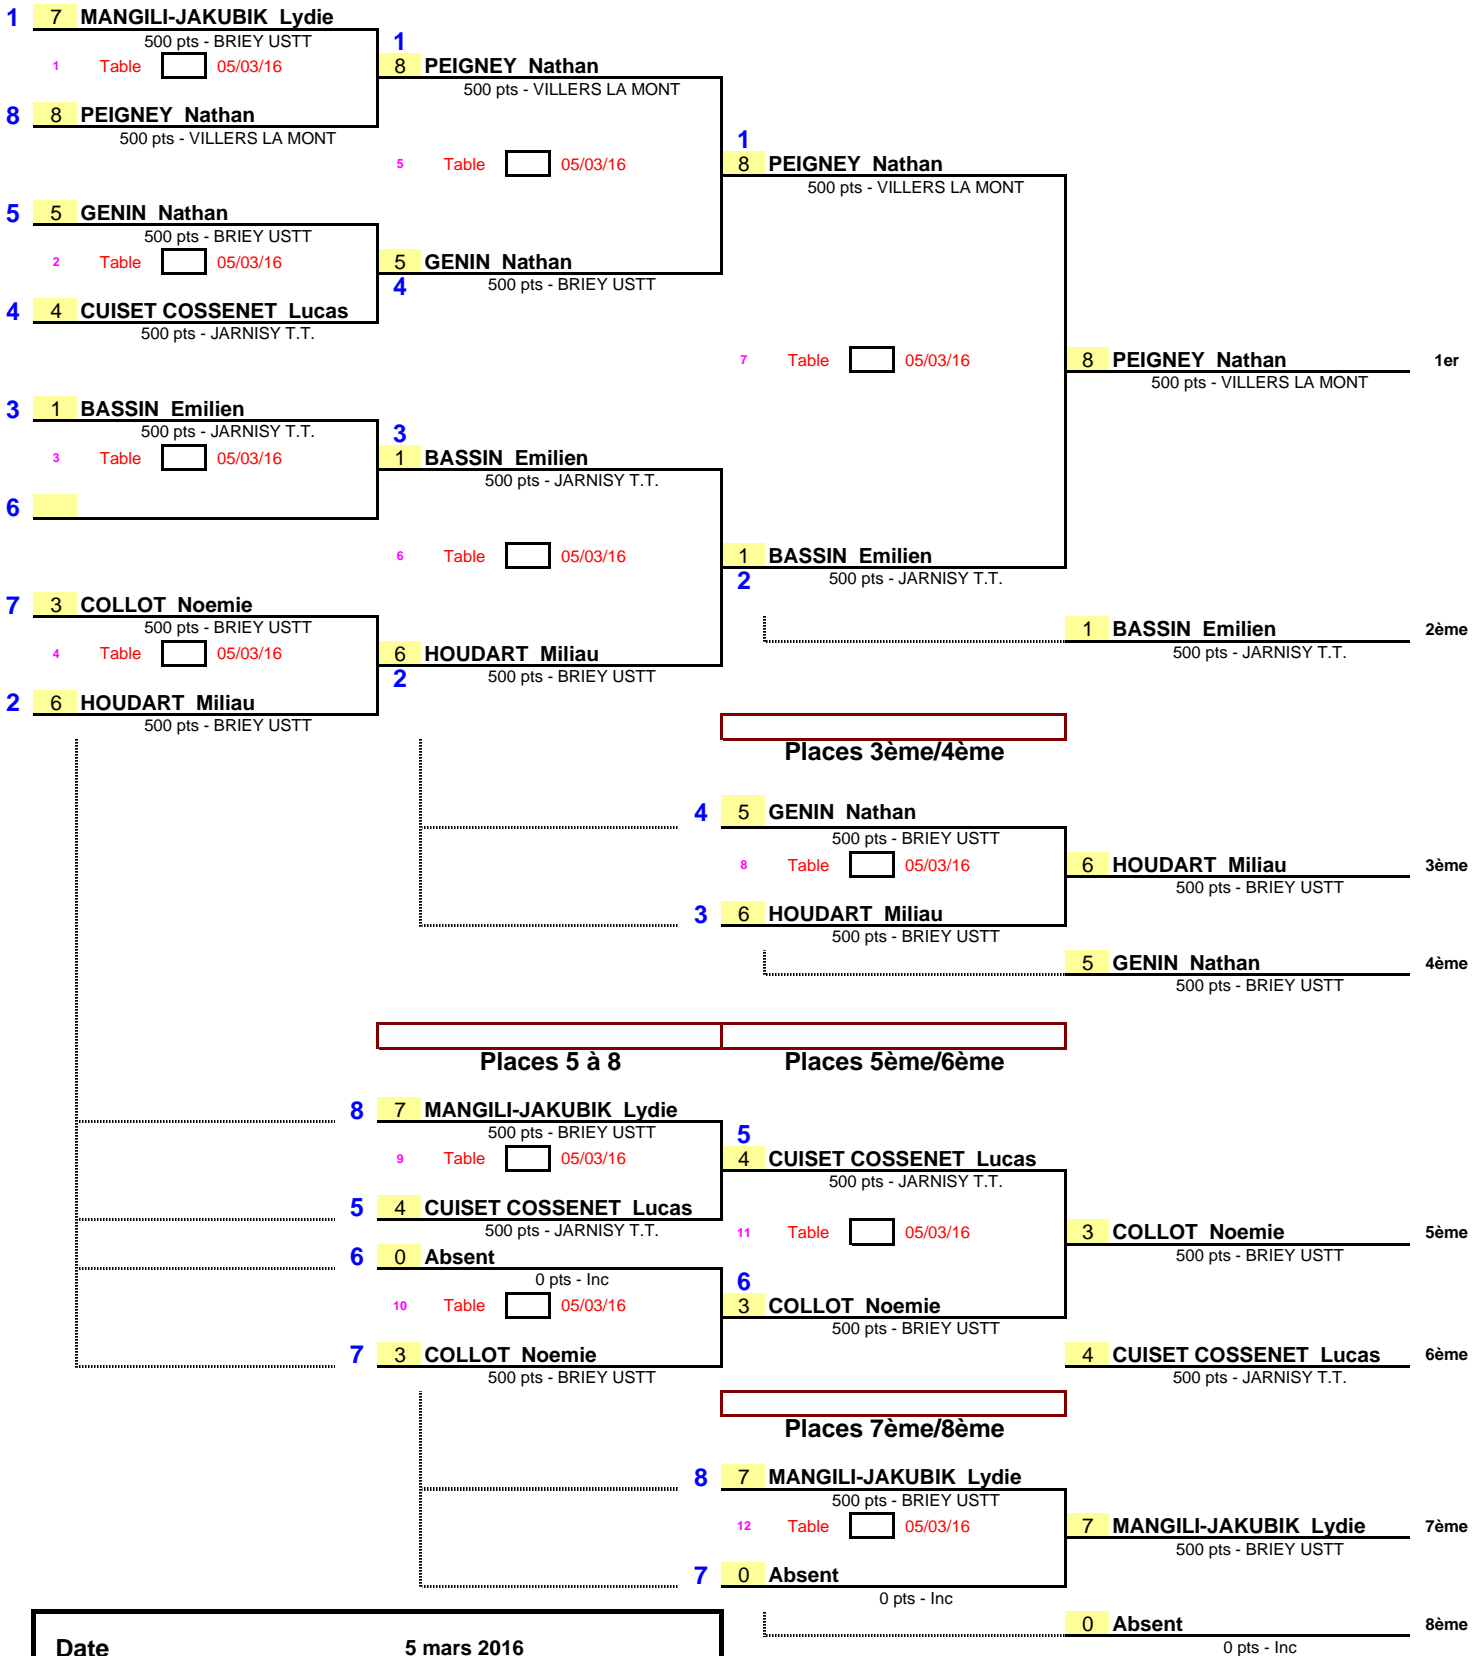 1 7 MANGILI-JAKUBIK Lydie
500 pts - BRIEY USTT 1
1 Table 05/03/16 8 PEIGNEY Nathan
500 pts - VILLERS LA MONT
8 8 PEIGNEY Nathan
500 pts - VILLERS LA MONT 1
5 Table 05/03/16 8 PEIGNEY Nathan
500 pts - VILLERS LA MONT
5 5 GENIN Nathan
500 pts - BRIEY USTT
2 Table 05/03/16 5 GENIN Nathan
4 500 pts - BRIEY USTT
4 4 CUISET COSSENET Lucas
500 pts - JARNISY T.T.
7 Table 05/03/16 8 PEIGNEY Nathan 1er
500 pts - VILLERS LA MONT
3 1 BASSIN Emilien
500 pts - JARNISY T.T. 3
3 Table 05/03/16 1 BASSIN Emilien
500 pts - JARNISY T.T.
6
6 Table 05/03/16 1 BASSIN Emilien
2 500 pts - JARNISY T.T.
7 3 COLLOT Noemie
500 pts - BRIEY USTT 1 BASSIN Emilien 2ème
4 Table 05/03/16 6 HOUDART Miliau 500 pts - JARNISY T.T.
2 500 pts - BRIEY USTT
2 6 HOUDART Miliau
500 pts - BRIEY USTT
Places 3ème/4ème
4 5 GENIN Nathan
500 pts - BRIEY USTT
8 Table 05/03/16 6 HOUDART Miliau 3ème
500 pts - BRIEY USTT
3 6 HOUDART Miliau
500 pts - BRIEY USTT
5 GENIN Nathan 4ème
500 pts - BRIEY USTT
Places 5 à 8 Places 5ème/6ème
8 7 MANGILI-JAKUBIK Lydie
500 pts - BRIEY USTT 5
9 Table 05/03/16 4 CUISET COSSENET Lucas
500 pts - JARNISY T.T.
5 4 CUISET COSSENET Lucas
500 pts - JARNISY T.T. 11 Table 05/03/16 3 COLLOT Noemie 5ème
6 0 Absent 500 pts - BRIEY USTT
0 pts - Inc 6
10 Table 05/03/16 3 COLLOT Noemie
500 pts - BRIEY USTT
7 3 COLLOT Noemie 4 CUISET COSSENET Lucas 6ème
500 pts - BRIEY USTT 500 pts - JARNISY T.T.
Places 7ème/8ème
8 7 MANGILI-JAKUBIK Lydie
500 pts - BRIEY USTT
12 Table 05/03/16 7 MANGILI-JAKUBIK Lydie 7ème
500 pts - BRIEY USTT
7 0 Absent
0 pts - Inc
0 Absent 8ème
Date 5 mars 2016 0 pts - Inc